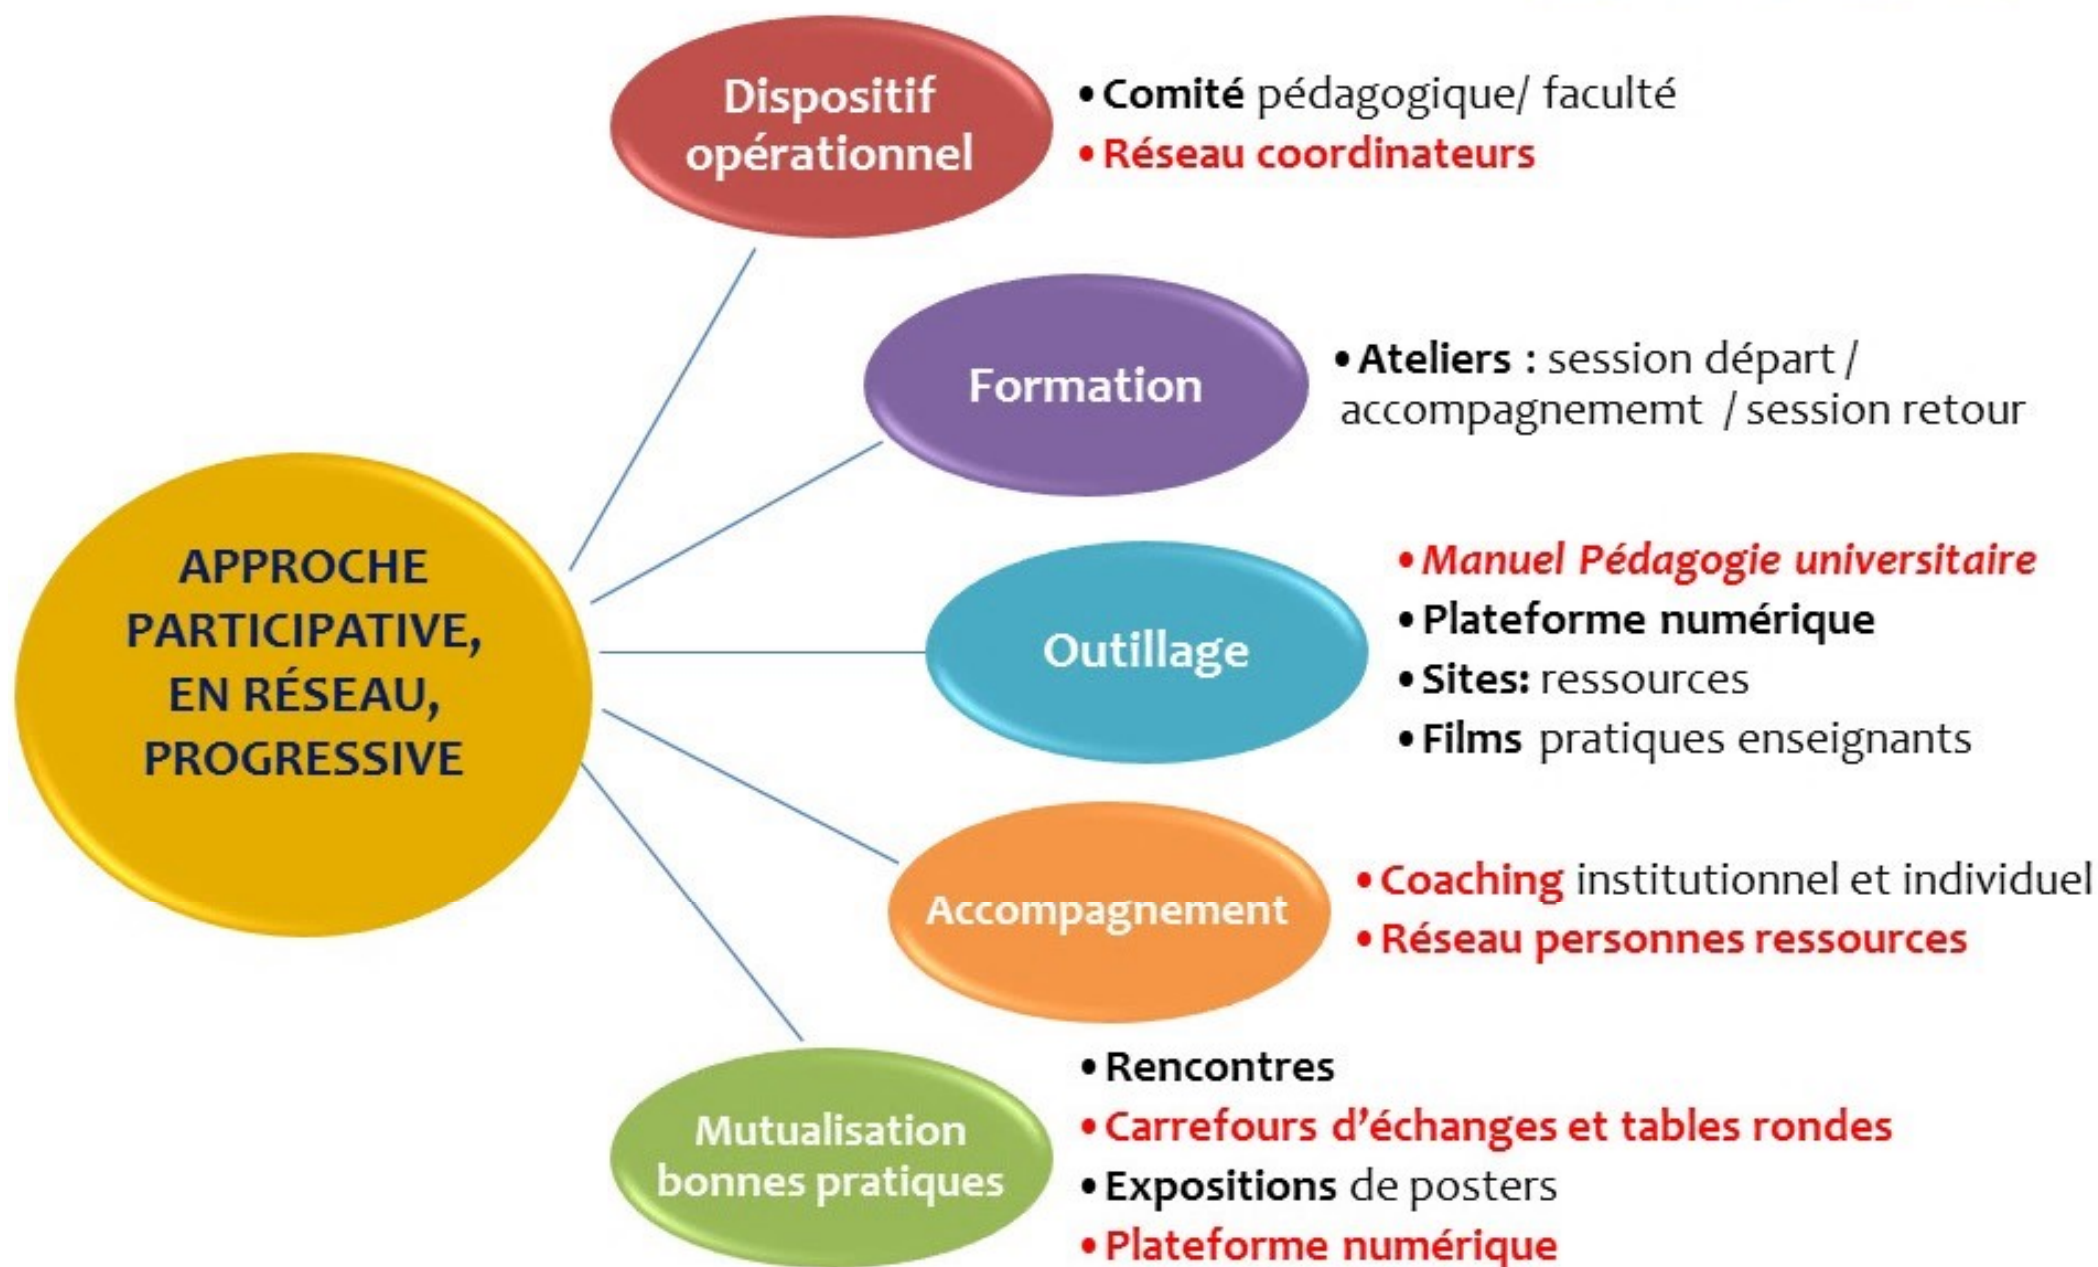 Dispositif
opérationnel
•Comité pédagogique/ faculté
•Réseau coordinateurs
Formation
•Ateliers : session départ /
accompagnememt / session retour
APPROCHE
PARTICIPATIVE,
EN RÉSEAU,
PROGRESSIVE
Outillage
•Manuel Pédagogie universitaire
•Plateforme numérique
•Sites: ressources
•Films pratiques enseignants
Accompagnement
•Coaching institutionnel et individuel
•Réseau personnes ressources
Mutualisation
bonnes pratiques
•Rencontres
•Carrefours d’échanges et tables rondes
•Expositions de posters
•Plateforme numérique